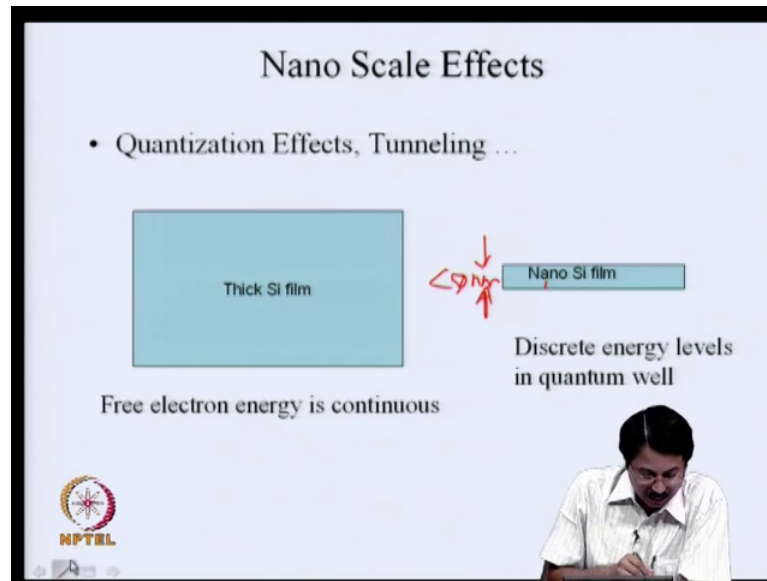 Nano Scale Effects
• Quantization Effects, Tunneling ...
Thick Si film
Nano Si film
Free electron energy is continuous
Discrete energy levels
in quantum well
NPTEL